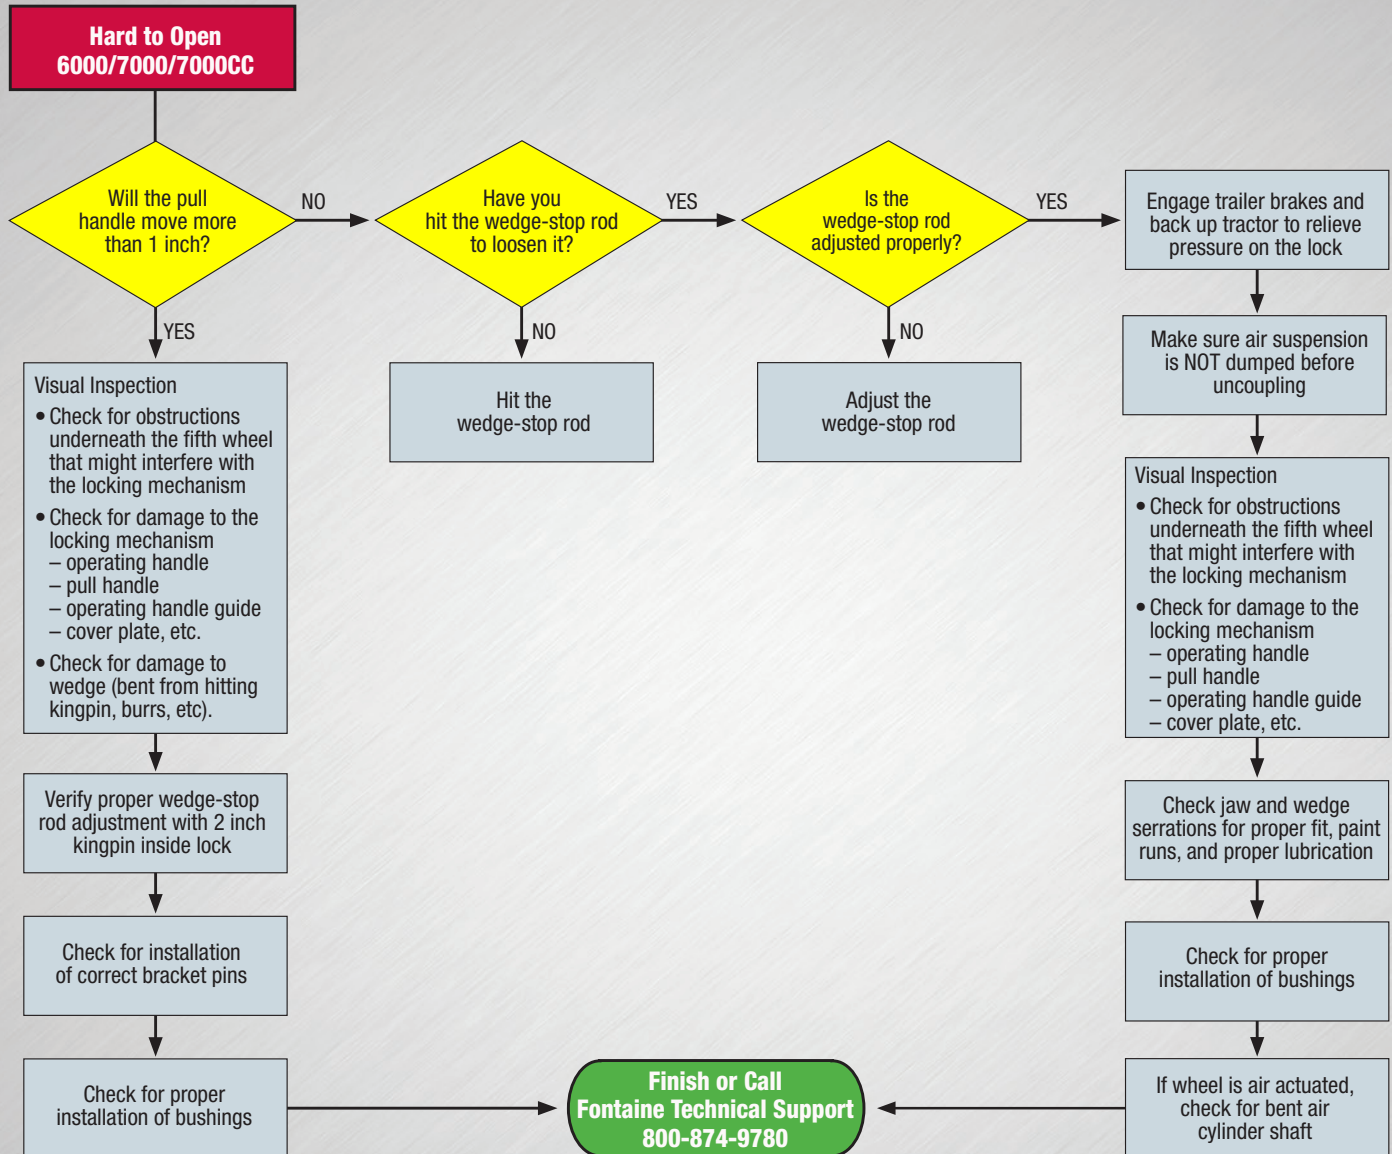 Hard to Open
6000/7000/7000CC
Will the pull
handle move more
than 1 inch?
NO
Have you
hit the wedge-stop rod
to loosen it?
YES
Is the
wedge-stop rod
adjusted properly?
YES
Engage trailer brakes and
back up tractor to relieve
pressure on the lock
YES
NO
NO
Make sure air suspension
is NOT dumped before
uncoupling
Visual Inspection
• Check for obstructions
underneath the fifth wheel
that might interfere with
the locking mechanism
• Check for damage to the
locking mechanism
– operating handle
– pull handle
– operating handle guide
– cover plate, etc.
• Check for damage to
wedge (bent from hitting
kingpin, burrs, etc).
Hit the
wedge-stop rod
Adjust the
wedge-stop rod
Visual Inspection
• Check for obstructions
underneath the fifth wheel
that might interfere with
the locking mechanism
• Check for damage to the
locking mechanism
– operating handle
– pull handle
– operating handle guide
– cover plate, etc.
Verify proper wedge-stop
rod adjustment with 2 inch
kingpin inside lock
Check jaw and wedge
serrations for proper fit, paint
runs, and proper lubrication
Check for installation
of correct bracket pins
Check for proper
installation of bushings
Check for proper
installation of bushings
Finish or Call
Fontaine Technical Support
800-874-9780
If wheel is air actuated,
check for bent air
cylinder shaft